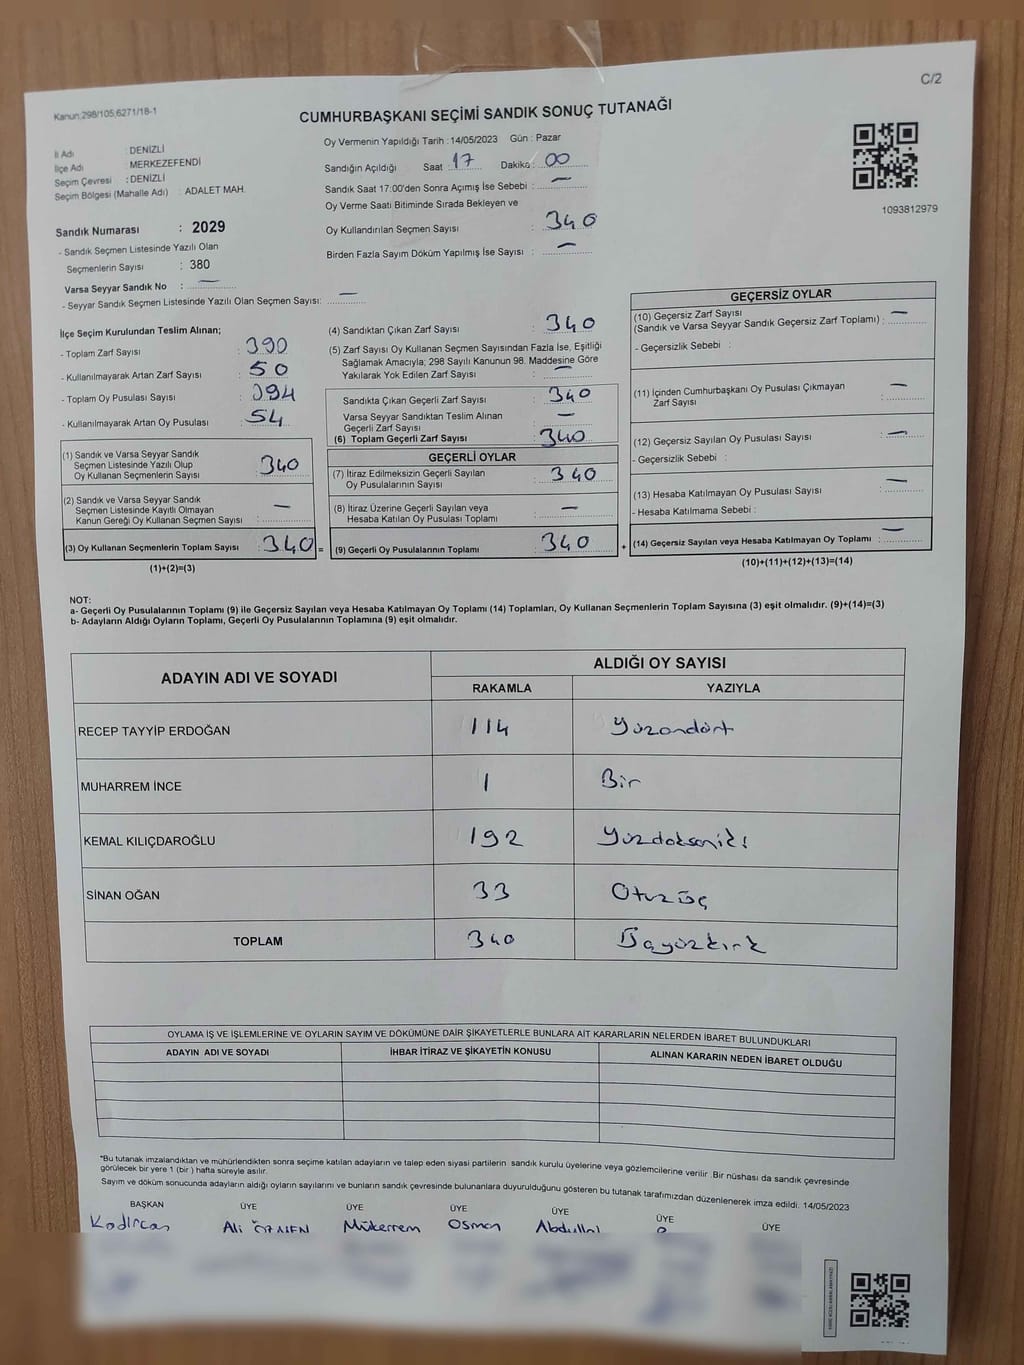 C/2
Kanun:298/105;6271/18-1
CUMHURBAŞKANI SEÇİMİ SANDIK SONUÇ TUTANAĞI
İl Adı : DENİZLİ
İlçe Adı : MERKEZEFENDİ
Seçim Çevresi : DENİZLİ
Seçim Bölgesi (Mahalle Adı) : ADALET MAH.
Sandık Numarası : 2029
- Sandık Seçmen Listesinde Yazılı Olan
Seçmenlerin Sayısı : 380
Varsa Seyyar Sandık No : —
- Seyyar Sandık Seçmen Listesinde Yazılı Olan Seçmen Sayısı: —
Oy Vermenin Yapıldığı Tarih : 14/05/2023 Gün : Pazar
Sandığın Açıldığı Saat : 17 Dakika : 00
Sandık Saat 17:00'den Sonra Açımış İse Sebebi : —
Oy Verme Saati Bitiminde Sırada Bekleyen ve
Oy Kullandırılan Seçmen Sayısı : 340
Birden Fazla Sayım Döküm Yapılmış İse Sayısı : —
1093812979
İlçe Seçim Kurulundan Teslim Alınan;
- Toplam Zarf Sayısı : 390
- Kullanılmayarak Artan Zarf Sayısı : 50
- Toplam Oy Pusulası Sayısı : 394
- Kullanılmayarak Artan Oy Pusulası : 54
(1) Sandık ve Varsa Seyyar Sandık
Seçmen Listesinde Yazılı Olup
Oy Kullanan Seçmenlerin Sayısı : 340
(2) Sandık ve Varsa Seyyar Sandık
Seçmen Listesinde Kayıtlı Olmayan
Kanun Gereği Oy Kullanan Seçmen Sayısı : —
(3) Oy Kullanan Seçmenlerin Toplam Sayısı : 340 =
(1)+(2)=(3)
(4) Sandıktan Çıkan Zarf Sayısı : 340
(5) Zarf Sayısı Oy Kullanan Seçmen Sayısından Fazla İse, Eşitliği
Sağlamak Amacıyla; 298 Sayılı Kanunun 98. Maddesine Göre
Yakılarak Yok Edilen Zarf Sayısı : —
Sandıkta Çıkan Geçerli Zarf Sayısı : 340
Varsa Seyyar Sandıktan Teslim Alınan
Geçerli Zarf Sayısı : —
(6) Toplam Geçerli Zarf Sayısı : 340
GEÇERLİ OYLAR
(7) İtiraz Edilmeksizin Geçerli Sayılan
Oy Pusulalarının Sayısı : 340
(8) İtiraz Üzerine Geçerli Sayılan veya
Hesaba Katılan Oy Pusulası Toplamı : —
(9) Geçerli Oy Pusulalarının Toplamı : 340 +
GEÇERSİZ OYLAR
(10) Geçersiz Zarf Sayısı
(Sandık ve Varsa Seyyar Sandık Geçersiz Zarf Toplamı) : —
- Geçersizlik Sebebi :
(11) İçinden Cumhurbaşkanı Oy Pusulası Çıkmayan
Zarf Sayısı : —
(12) Geçersiz Sayılan Oy Pusulası Sayısı : —
- Geçersizlik Sebebi :
(13) Hesaba Katılmayan Oy Pusulası Sayısı : —
- Hesaba Katılmama Sebebi :
(14) Geçersiz Sayılan veya Hesaba Katılmayan Oy Toplamı : —
(10)+(11)+(12)+(13)=(14)
NOT:
a- Geçerli Oy Pusulalarının Toplamı (9) ile Geçersiz Sayılan veya Hesaba Katılmayan Oy Toplamı (14) Toplamları, Oy Kullanan Seçmenlerin Toplam Sayısına (3) eşit olmalıdır. (9)+(14)=(3)
b- Adayların Aldığı Oyların Toplamı, Geçerli Oy Pusulalarının Toplamına (9) eşit olmalıdır.
ADAYIN ADI VE SOYADI ALDIĞI OY SAYISI
RAKAMLA YAZIYLA
RECEP TAYYİP ERDOĞAN 114 Yüzondört
MUHARREM İNCE 1 Bir
KEMAL KILIÇDAROĞLU 192 Yüzdoksaniki
SİNAN OĞAN 33 Otuzüç
TOPLAM 340 Üçyüzkırk
OYLAMA İŞ VE İŞLEMLERİNE VE OYLARIN SAYIM VE DÖKÜMÜNE DAİR ŞİKAYETLERLE BUNLARA AİT KARARLARIN NELERDEN İBARET BULUNDUKLARI
ADAYIN ADI VE SOYADI İHBAR İTİRAZ VE ŞİKAYETİN KONUSU ALINAN KARARIN NEDEN İBARET OLDUĞU
*Bu tutanak imzalandıktan ve mühürlendikten sonra seçime katılan adayların ve talep eden siyasi partilerin sandık kurulu üyelerine veya gözlemcilerine verilir. Bir nüshası da sandık çevresinde
görülecek bir yere 1 (bir) hafta süreyle asılır.
Sayım ve döküm sonucunda adayların aldığı oyların sayılarını ve bunların sandık çevresinde bulunanlara duyurulduğunu gösteren bu tutanak tarafımızdan düzenlenerek imza edildi. 14/05/2023
BAŞKAN ÜYE ÜYE ÜYE ÜYE ÜYE ÜYE
Kadircan Ali ÖZMEN Mükerrem Osman